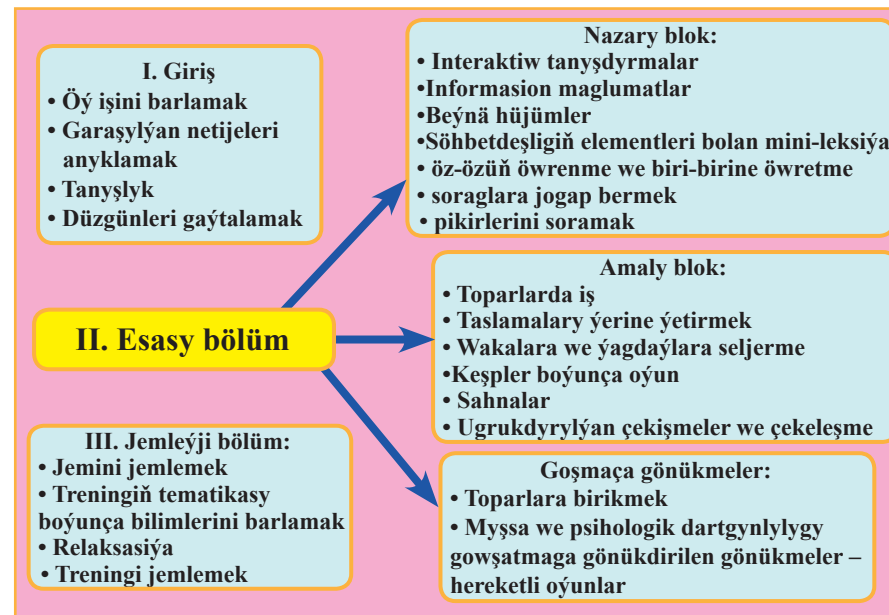 I. Giriş
• Öý işini barlamak
• Garaşylýan netijeleri
anyklamak
• Tanyşlyk
• Düzgünleri gaýtalamak
II. Esasy bölüm
Nazary blok:
• Interaktiw tanyşdyrmalar
•Informasion maglumatlar
•Beýnä hüjümler
•Söhbetdeşligiň elementleri bolan mini-leksiýa
• öz-özüň öwrenme we biri-birine öwretme
• soraglara jogap bermek
• pikirlerini soramak
Amaly blok:
• Toparlarda iş
• Taslamalary ýerine ýetirmek
• Wakalara we ýagdaýlara seljerme
•Keşpler boýunça oýun
• Sahnalar
• Ugrukdyrylýan çekişmeler we çekeleşme
Goşmaça gönükmeler:
• Toparlara birikmek
• Myşsa we psihologik dartgynlylygy
gowşatmaga gönükdirilen gönükmeler –
hereketli oýunlar
III. Jemleýji bölüm:
• Jemini jemlemek
• Treningiň tematikasy
boýunça bilimlerini barlamak
• Relaksasiýa
• Treningi jemlemek